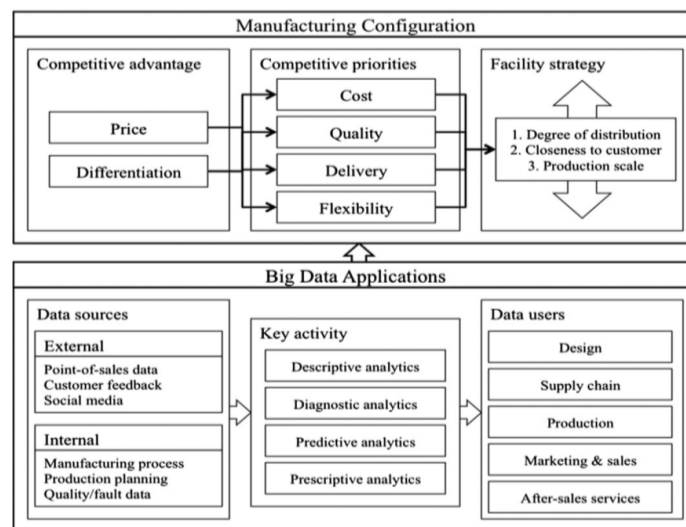 Manufacturing Configuration
Competitive advantage
Price
Differentiation
Competitive priorities
Cost
Quality
Delivery
Flexibility
Facility strategy
1. Degree of distribution
2. Closeness to customer
3. Production scale
Big Data Applications
Data sources
External
Point-of-sales data
Customer feedback
Social media
Internal
Manufacturing process
Production planning
Quality/fault data
Key activity
Descriptive analytics
Diagnostic analytics
Predictive analytics
Prescriptive analytics
Data users
Design
Supply chain
Production
Marketing & sales
After-sales services